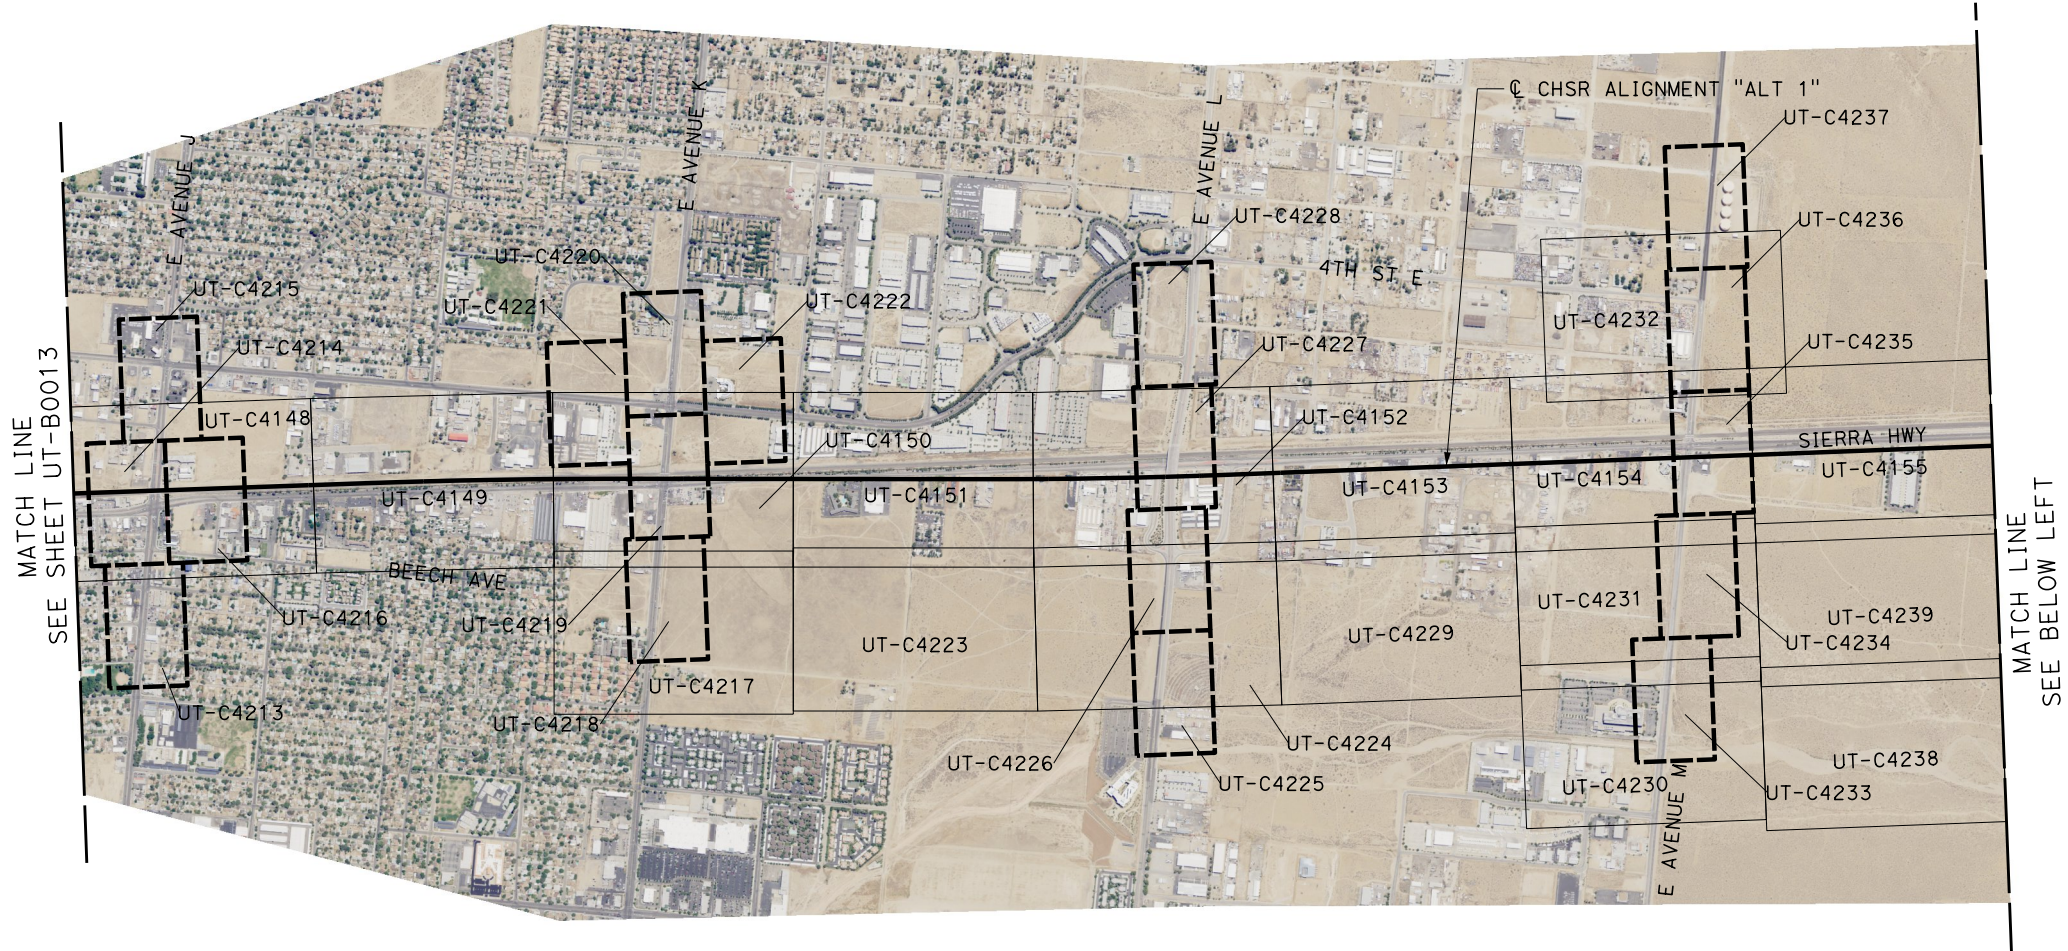 ℄ CHSR ALIGNMENT "ALT 1"
UT-C4237
E AVENUE J
E AVENUE K
E AVENUE L
UT-C4228
UT-C4236
UT-C4220
4TH ST E
UT-C4215
UT-C4221
UT-C4222
UT-C4232
UT-C4214
UT-C4227
UT-C4235
UT-C4148
UT-C4152
UT-C4150
SIERRA HWY
UT-C4149
UT-C4151
UT-C4153
UT-C4154
UT-C4155
MATCH LINE
SEE SHEET UT-B0013
MATCH LINE
SEE BELOW LEFT
BEECH AVE
UT-C4216
UT-C4219
UT-C4223
UT-C4229
UT-C4231
UT-C4239
UT-C4234
UT-C4217
UT-C4213
UT-C4218
UT-C4226
UT-C4224
UT-C4225
UT-C4230
UT-C4238
UT-C4233
E AVENUE M